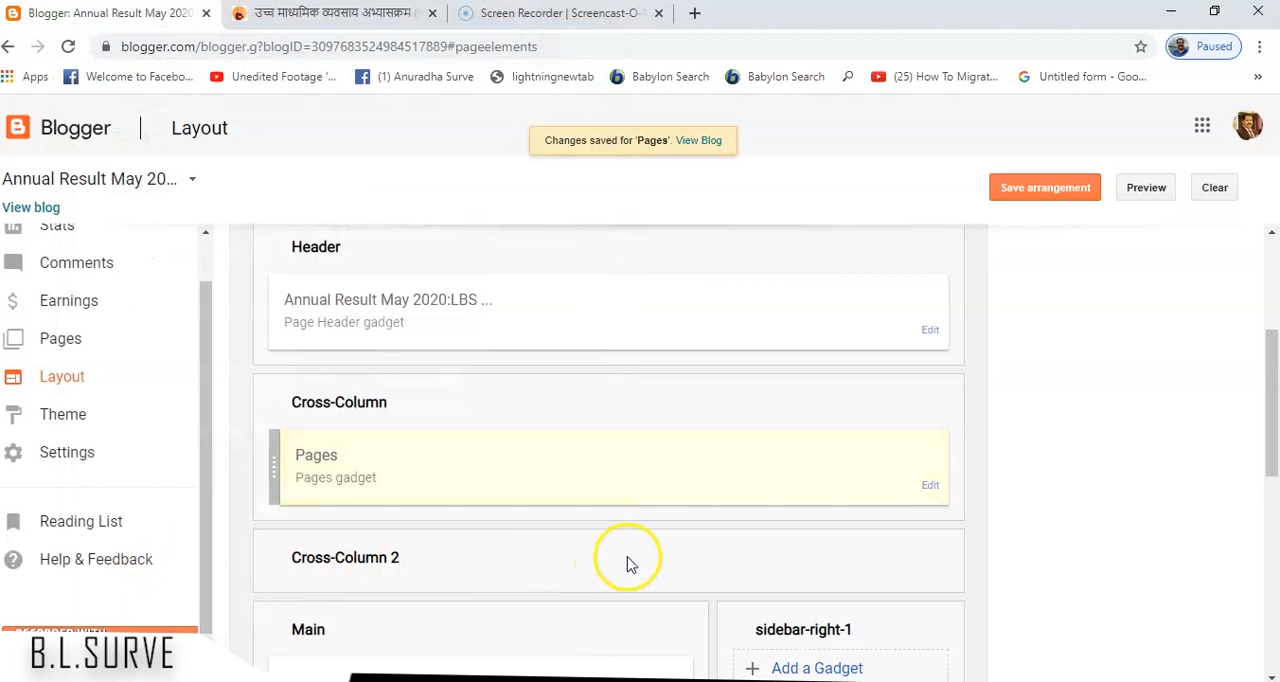 Blogger: Annual Result May 2020
उच्च माध्यमिक व्यवसाय अभ्यासक्रम (
Screen Recorder | Screencast-O-
blogger.com/blogger.g?blogID=3097683524984517889#pageelements
Paused
Apps
Welcome to Facebo...
Unedited Footage '...
(1) Anuradha Surve
lightningnewtab
Babylon Search
Babylon Search
(25) How To Migrat...
Untitled form - Goo...
»
Blogger
Layout
Changes saved for 'Pages'. View Blog
Annual Result May 20...
Save arrangement
Preview
Clear
View blog
Stats
Comments
Earnings
Pages
Layout
Theme
Settings
Reading List
Help & Feedback
Header
Annual Result May 2020:LBS ...
Page Header gadget
Edit
Cross-Column
Pages
Pages gadget
Edit
Cross-Column 2
Main
sidebar-right-1
Add a Gadget
RECORDED WITH
B.L.SURVE